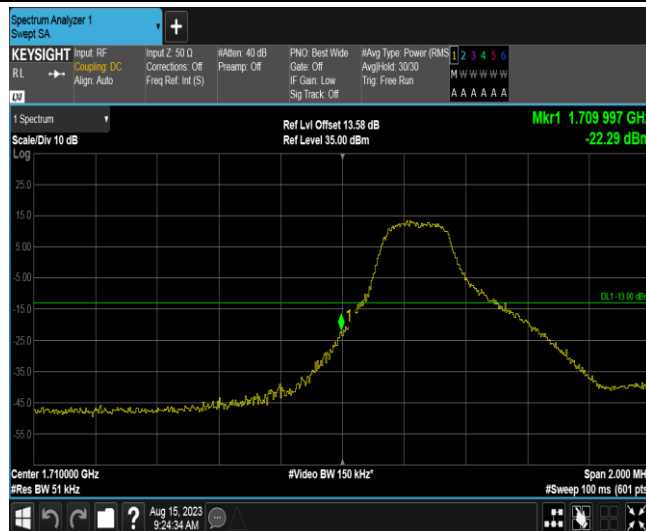 Spectrum Analyzer 1
Swept SA
KEYSIGHT
RL
Input: RF
Coupling: DC
Align: Auto
Input Z: 50 Ω
Corrections: Off
Freq Ref: Int (S)
#Atten: 40 dB
Preamp: Off
PNO: Best Wide
Gate: Off
IF Gain: Low
Sig Track: Off
#Avg Type: Power (RMS
Avg|Hold: 30/30
Trig: Free Run
1 2 3 4 5 6
M W W W W W
A A A A A A
1 Spectrum
Scale/Div 10 dB
Log
Ref Lvl Offset 13.58 dB
Ref Level 35.00 dBm
Mkr1 1.709 997 GHz
-22.29 dBm
25.0
15.0
5.00
-5.00
-15.0
-25.0
-35.0
-45.0
-55.0
DL1 -13.00 dBm
1
Center 1.710000 GHz
#Res BW 51 kHz
#Video BW 150 kHz*
Span 2.000 MH
#Sweep 100 ms (601 pts
Aug 15, 2023
9:24:34 AM